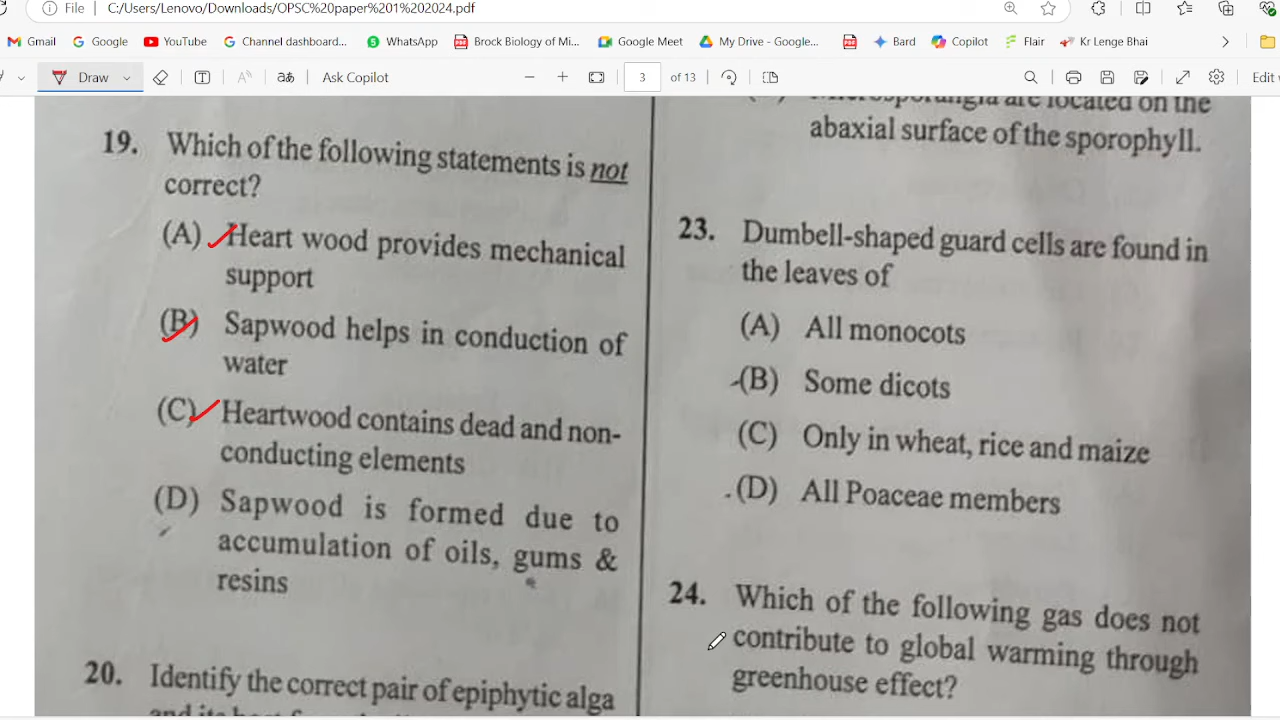 File C:/Users/Lenovo/Downloads/OPSC%20paper%201%202024.pdf
Gmail Google YouTube Channel dashboard... WhatsApp Brock Biology of Mi... Google Meet My Drive - Google... Bard Copilot Flair Kr Lenge Bhai
Draw Ask Copilot 3 of 13 Edit
19. Which of the following statements is not
correct?
(A) Heart wood provides mechanical
support
(B) Sapwood helps in conduction of
water
(C) Heartwood contains dead and non-
conducting elements
(D) Sapwood is formed due to
accumulation of oils, gums &
resins
20. Identify the correct pair of epiphytic alga
are located on the
abaxial surface of the sporophyll.
23. Dumbell-shaped guard cells are found in
the leaves of
(A) All monocots
(B) Some dicots
(C) Only in wheat, rice and maize
(D) All Poaceae members
24. Which of the following gas does not
contribute to global warming through
greenhouse effect?